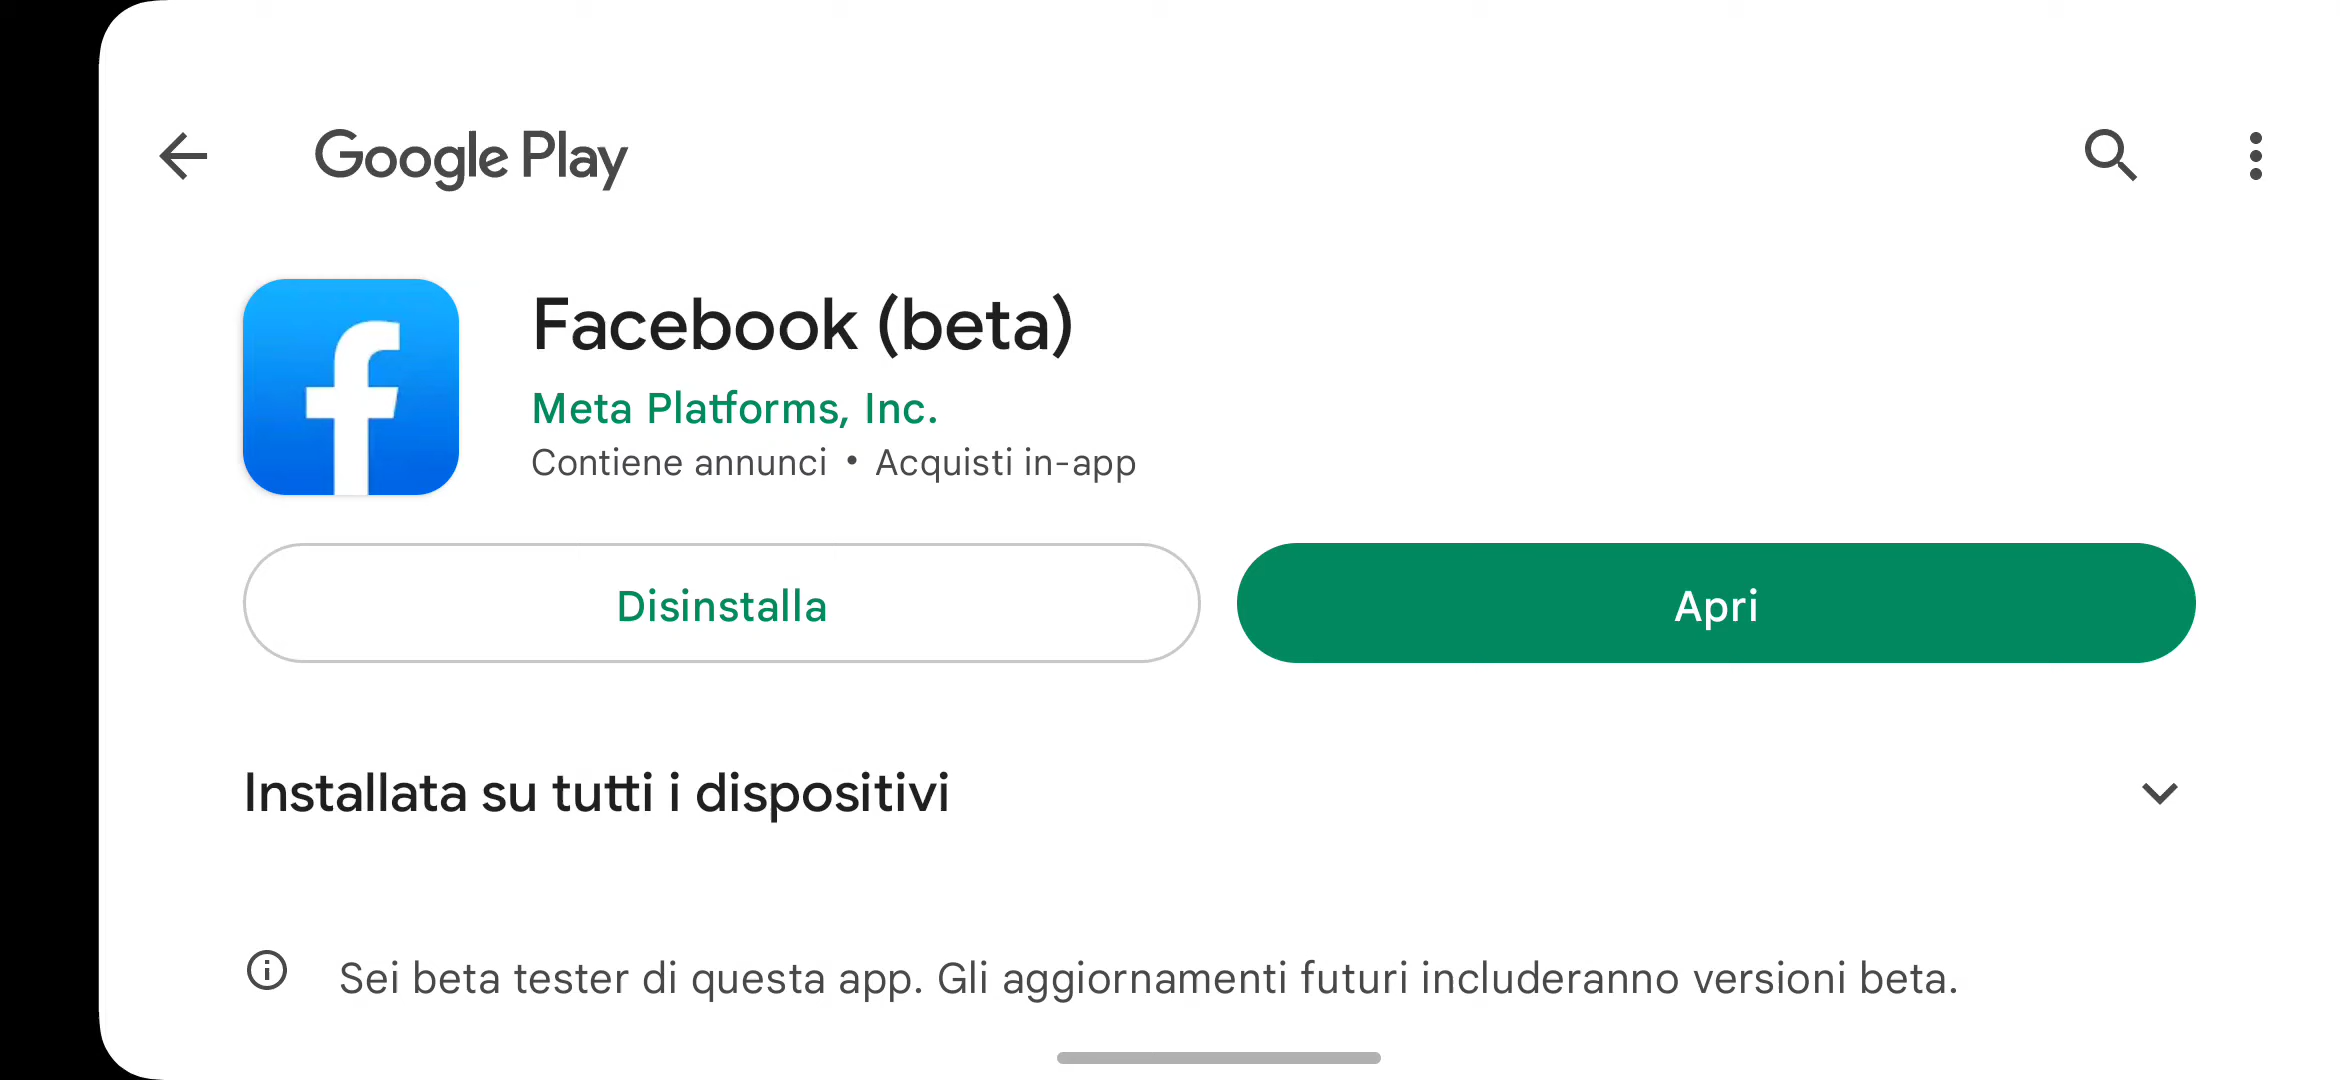 Google Play
Facebook (beta)
Meta Platforms, Inc.
Contiene annunci • Acquisti in-app
Disinstalla
Apri
Installata su tutti i dispositivi
Sei beta tester di questa app. Gli aggiornamenti futuri includeranno versioni beta.